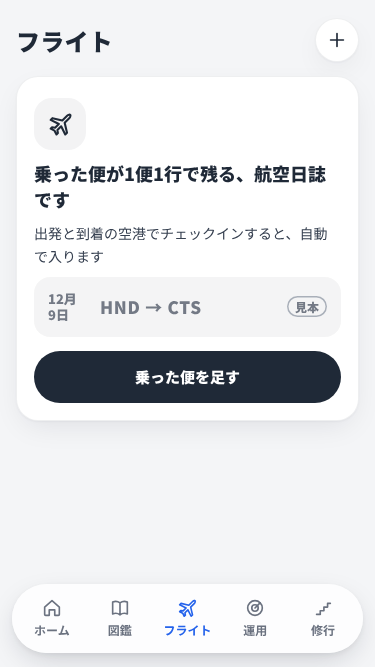 フライト
乗った便が1便1行で残る、航空日誌
です
出発と到着の空港でチェックインすると、自動
で入ります
12月
9日
HND → CTS
見本
乗った便を足す
ホーム
図鑑
フライト
運用
修行